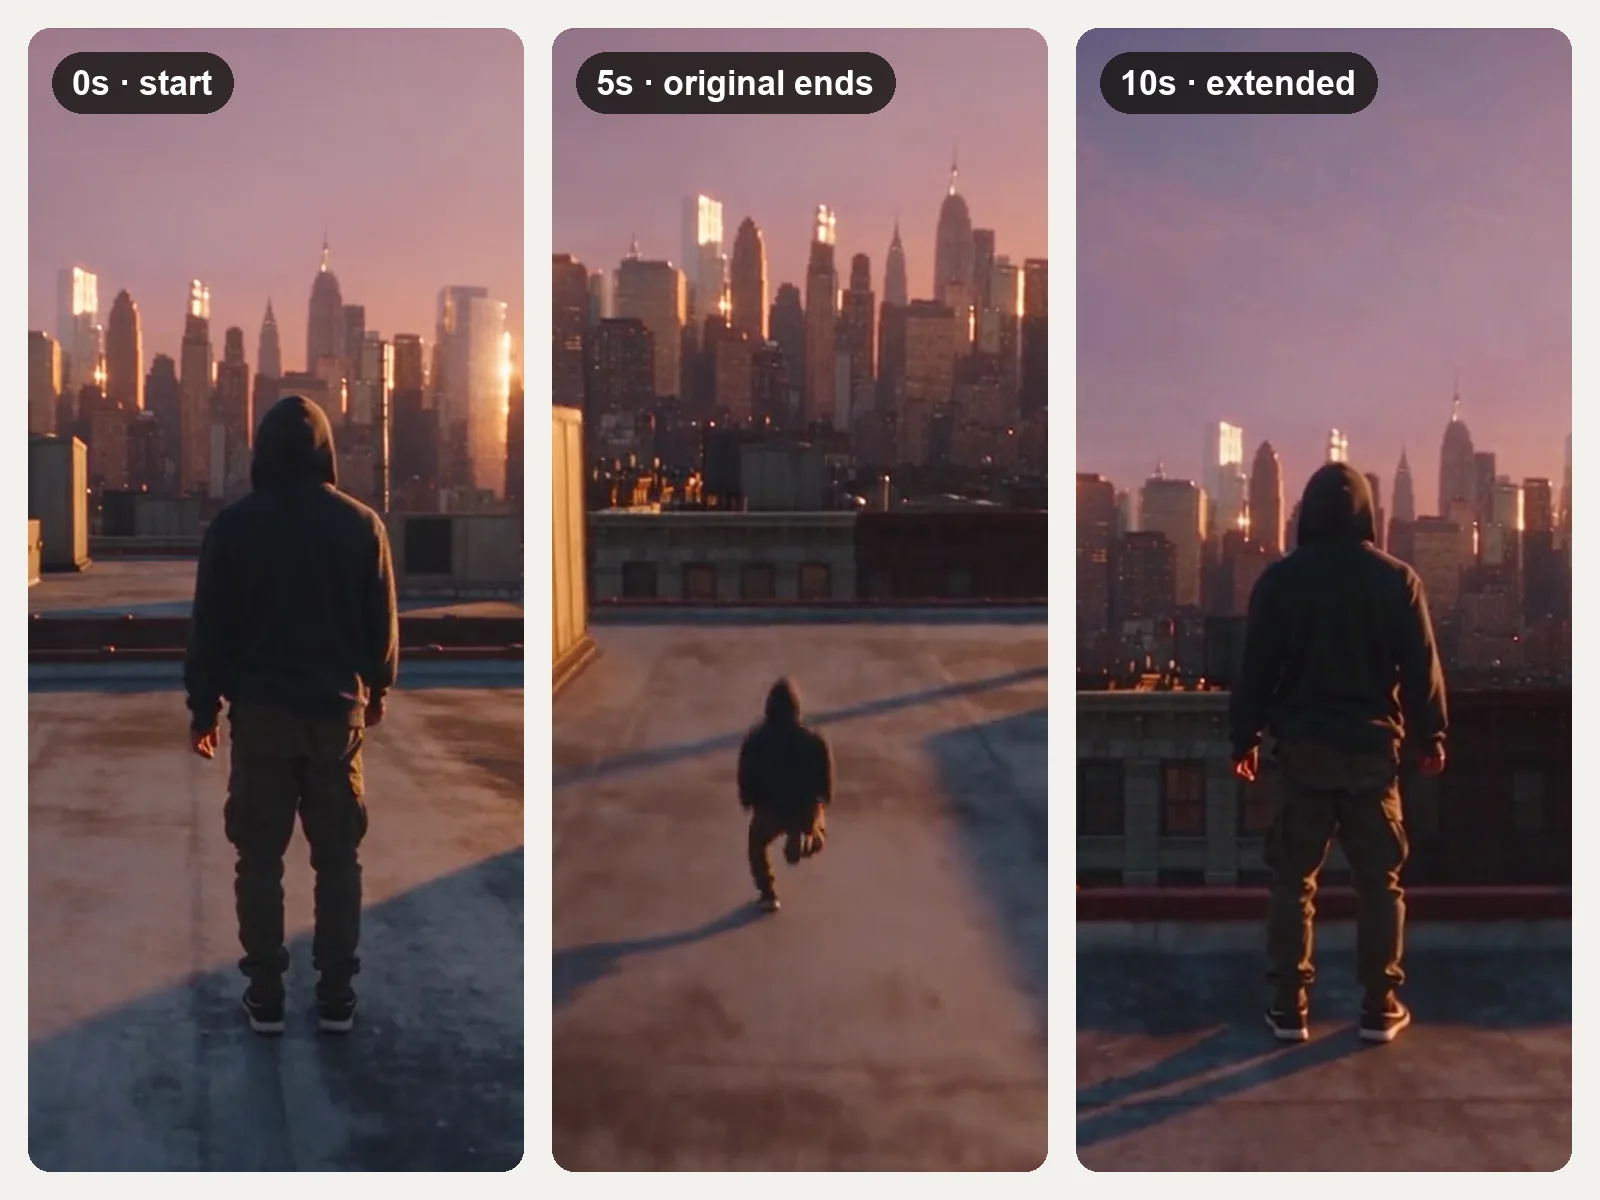 0s · start
5s · original ends
10s · extended